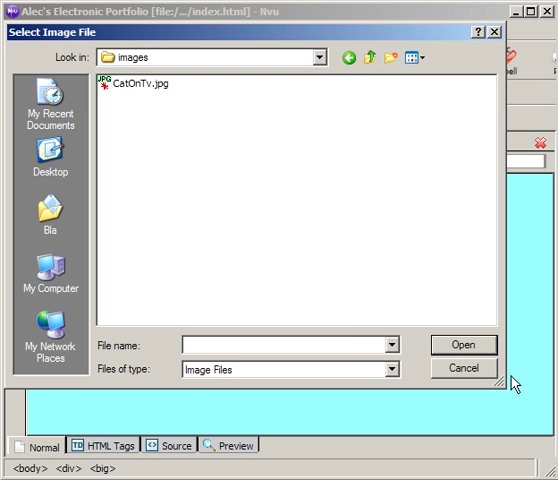 Nvu Alec's Electronic Portfolio [file:/.../index.html] - Nvu
Select Image File
Look in: images
JPG CatOnTv.jpg
My Recent
Documents
Desktop
Bla
My Computer
My Network
Places
File name:
Open
Files of type: Image Files
Cancel
Normal TD HTML Tags Source Preview
<body> <div> <big>